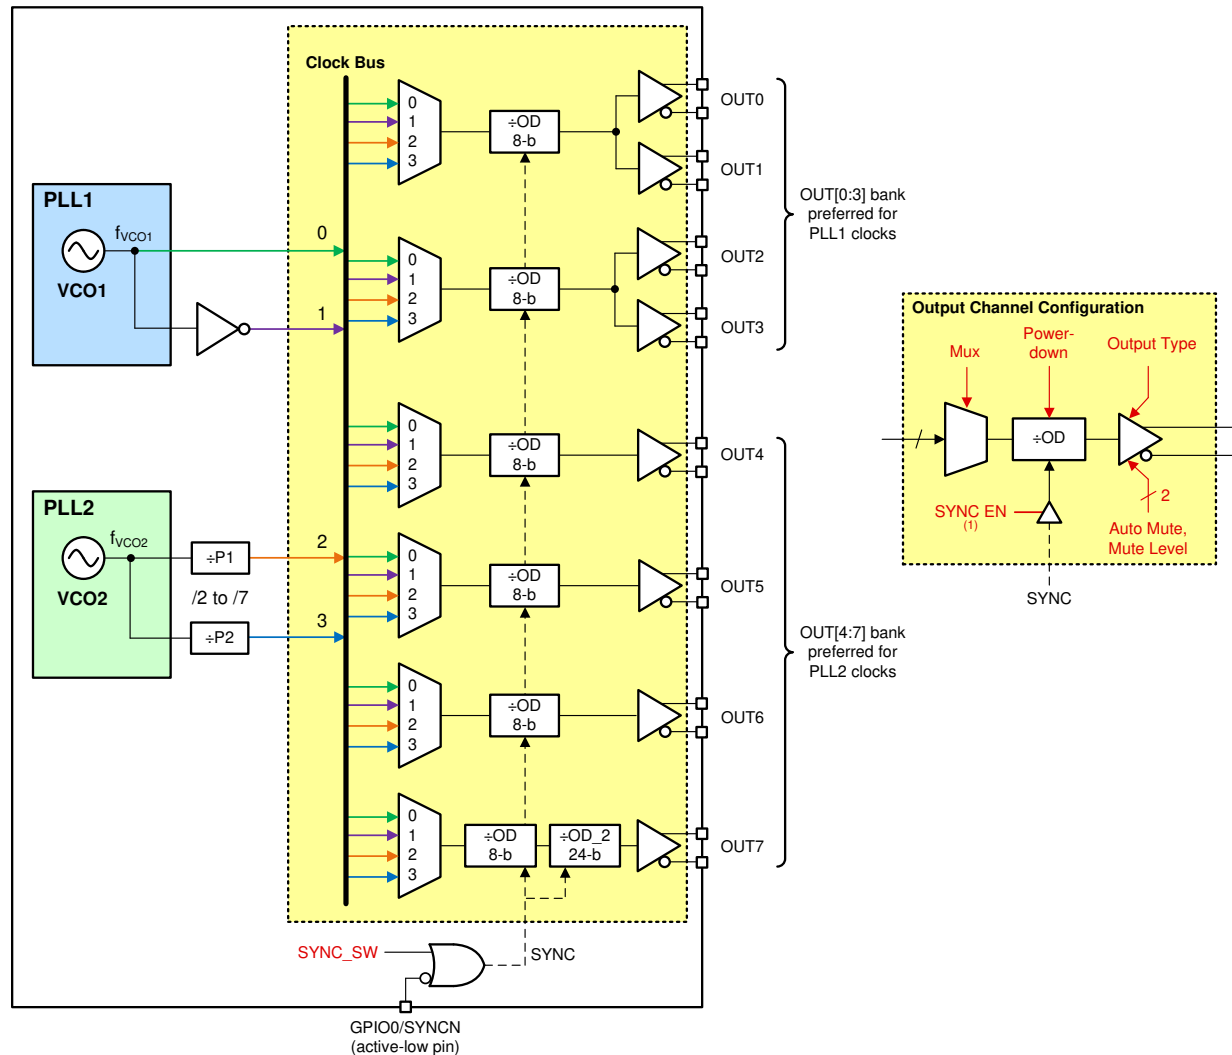 Clock Bus
0
1
2
3
÷OD
8-b
OUT0
OUT1
OUT[0:3] bank
preferred for
PLL1 clocks
PLL1
fVCO1
VCO1
0
1
0
1
2
3
÷OD
8-b
OUT2
OUT3
0
1
2
3
÷OD
8-b
OUT4
PLL2
fVCO2
VCO2
÷P1
/2 to /7
÷P2
2
3
0
1
2
3
÷OD
8-b
OUT5
OUT[4:7] bank
preferred for
PLL2 clocks
0
1
2
3
÷OD
8-b
OUT6
0
1
2
3
÷OD
8-b
÷OD_2
24-b
OUT7
SYNC_SW
SYNC
GPIO0/SYNCN
(active-low pin)
Output Channel Configuration
Mux
Power-
down
Output Type
÷OD
SYNC EN
(1)
2
Auto Mute,
Mute Level
SYNC